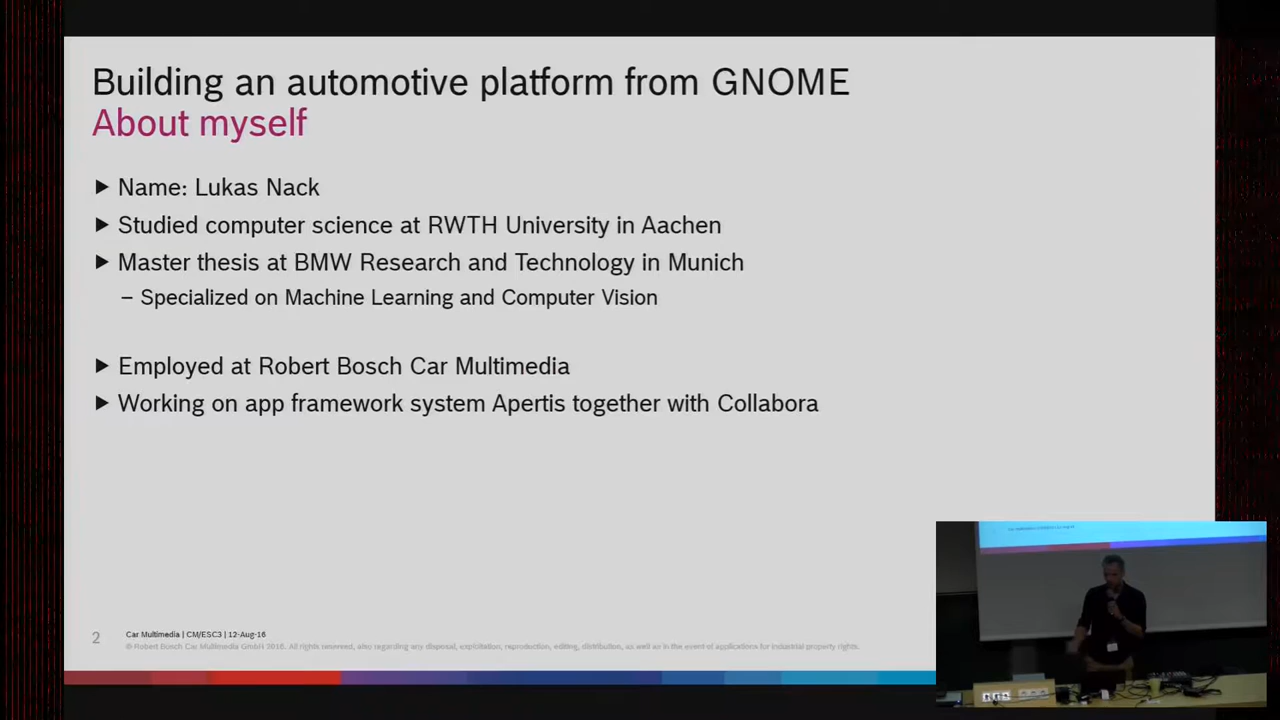 Building an automotive platform from GNOME
About myself
Name: Lukas Nack
Studied computer science at RWTH University in Aachen
Master thesis at BMW Research and Technology in Munich
– Specialized on Machine Learning and Computer Vision
Employed at Robert Bosch Car Multimedia
Working on app framework system Apertis together with Collabora
2
Car Multimedia | CM/ESC3 | 12-Aug-16
© Robert Bosch Car Multimedia GmbH 2016. All rights reserved, also regarding any disposal, exploitation, reproduction, editing, distribution, as well as in the event of applications for industrial property rights.